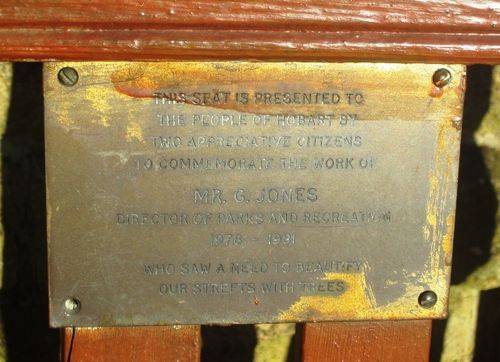 THIS SEAT IS PRESENTED TO
THE PEOPLE OF HOBART BY
TWO APPRECIATIVE CITIZENS
TO COMMEMORATE THE WORK OF
MR. G. JONES
DIRECTOR OF PARKS AND RECREATION
1978 - 1991
WHO SAW A NEED TO BEAUTIFY
OUR STREETS WITH TREES